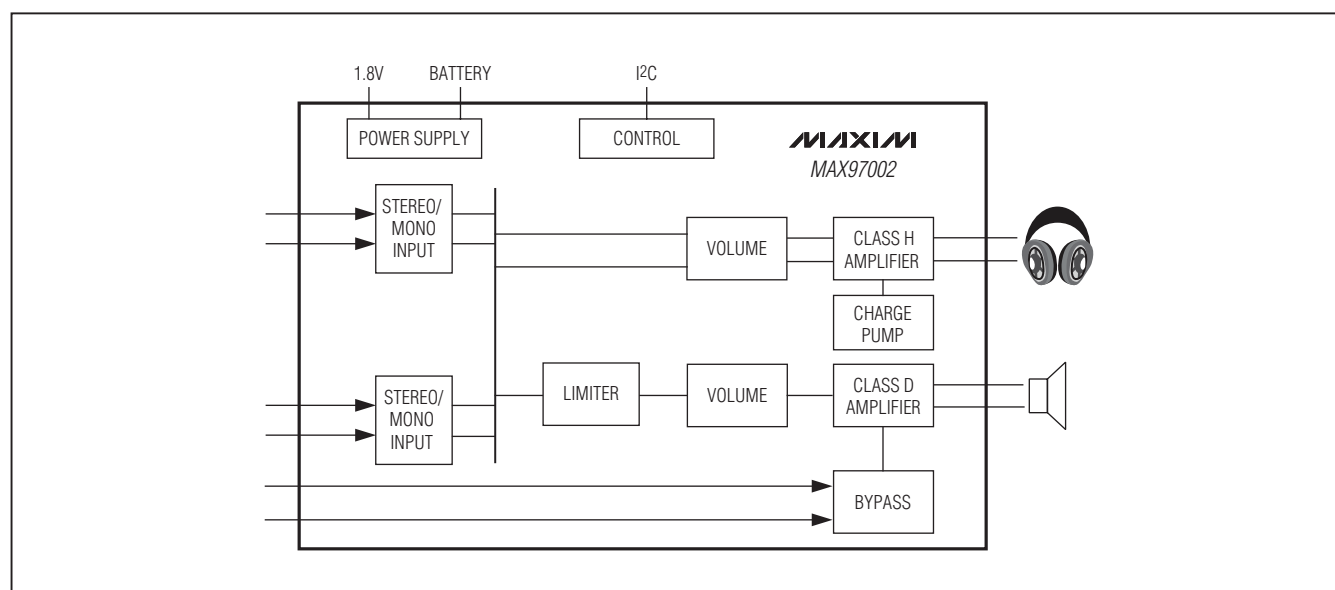 1.8V BATTERY I²C
POWER SUPPLY CONTROL
MAXIM
MAX97002
STEREO/
MONO
INPUT
VOLUME
CLASS H
AMPLIFIER
CHARGE
PUMP
STEREO/
MONO
INPUT
LIMITER
VOLUME
CLASS D
AMPLIFIER
BYPASS